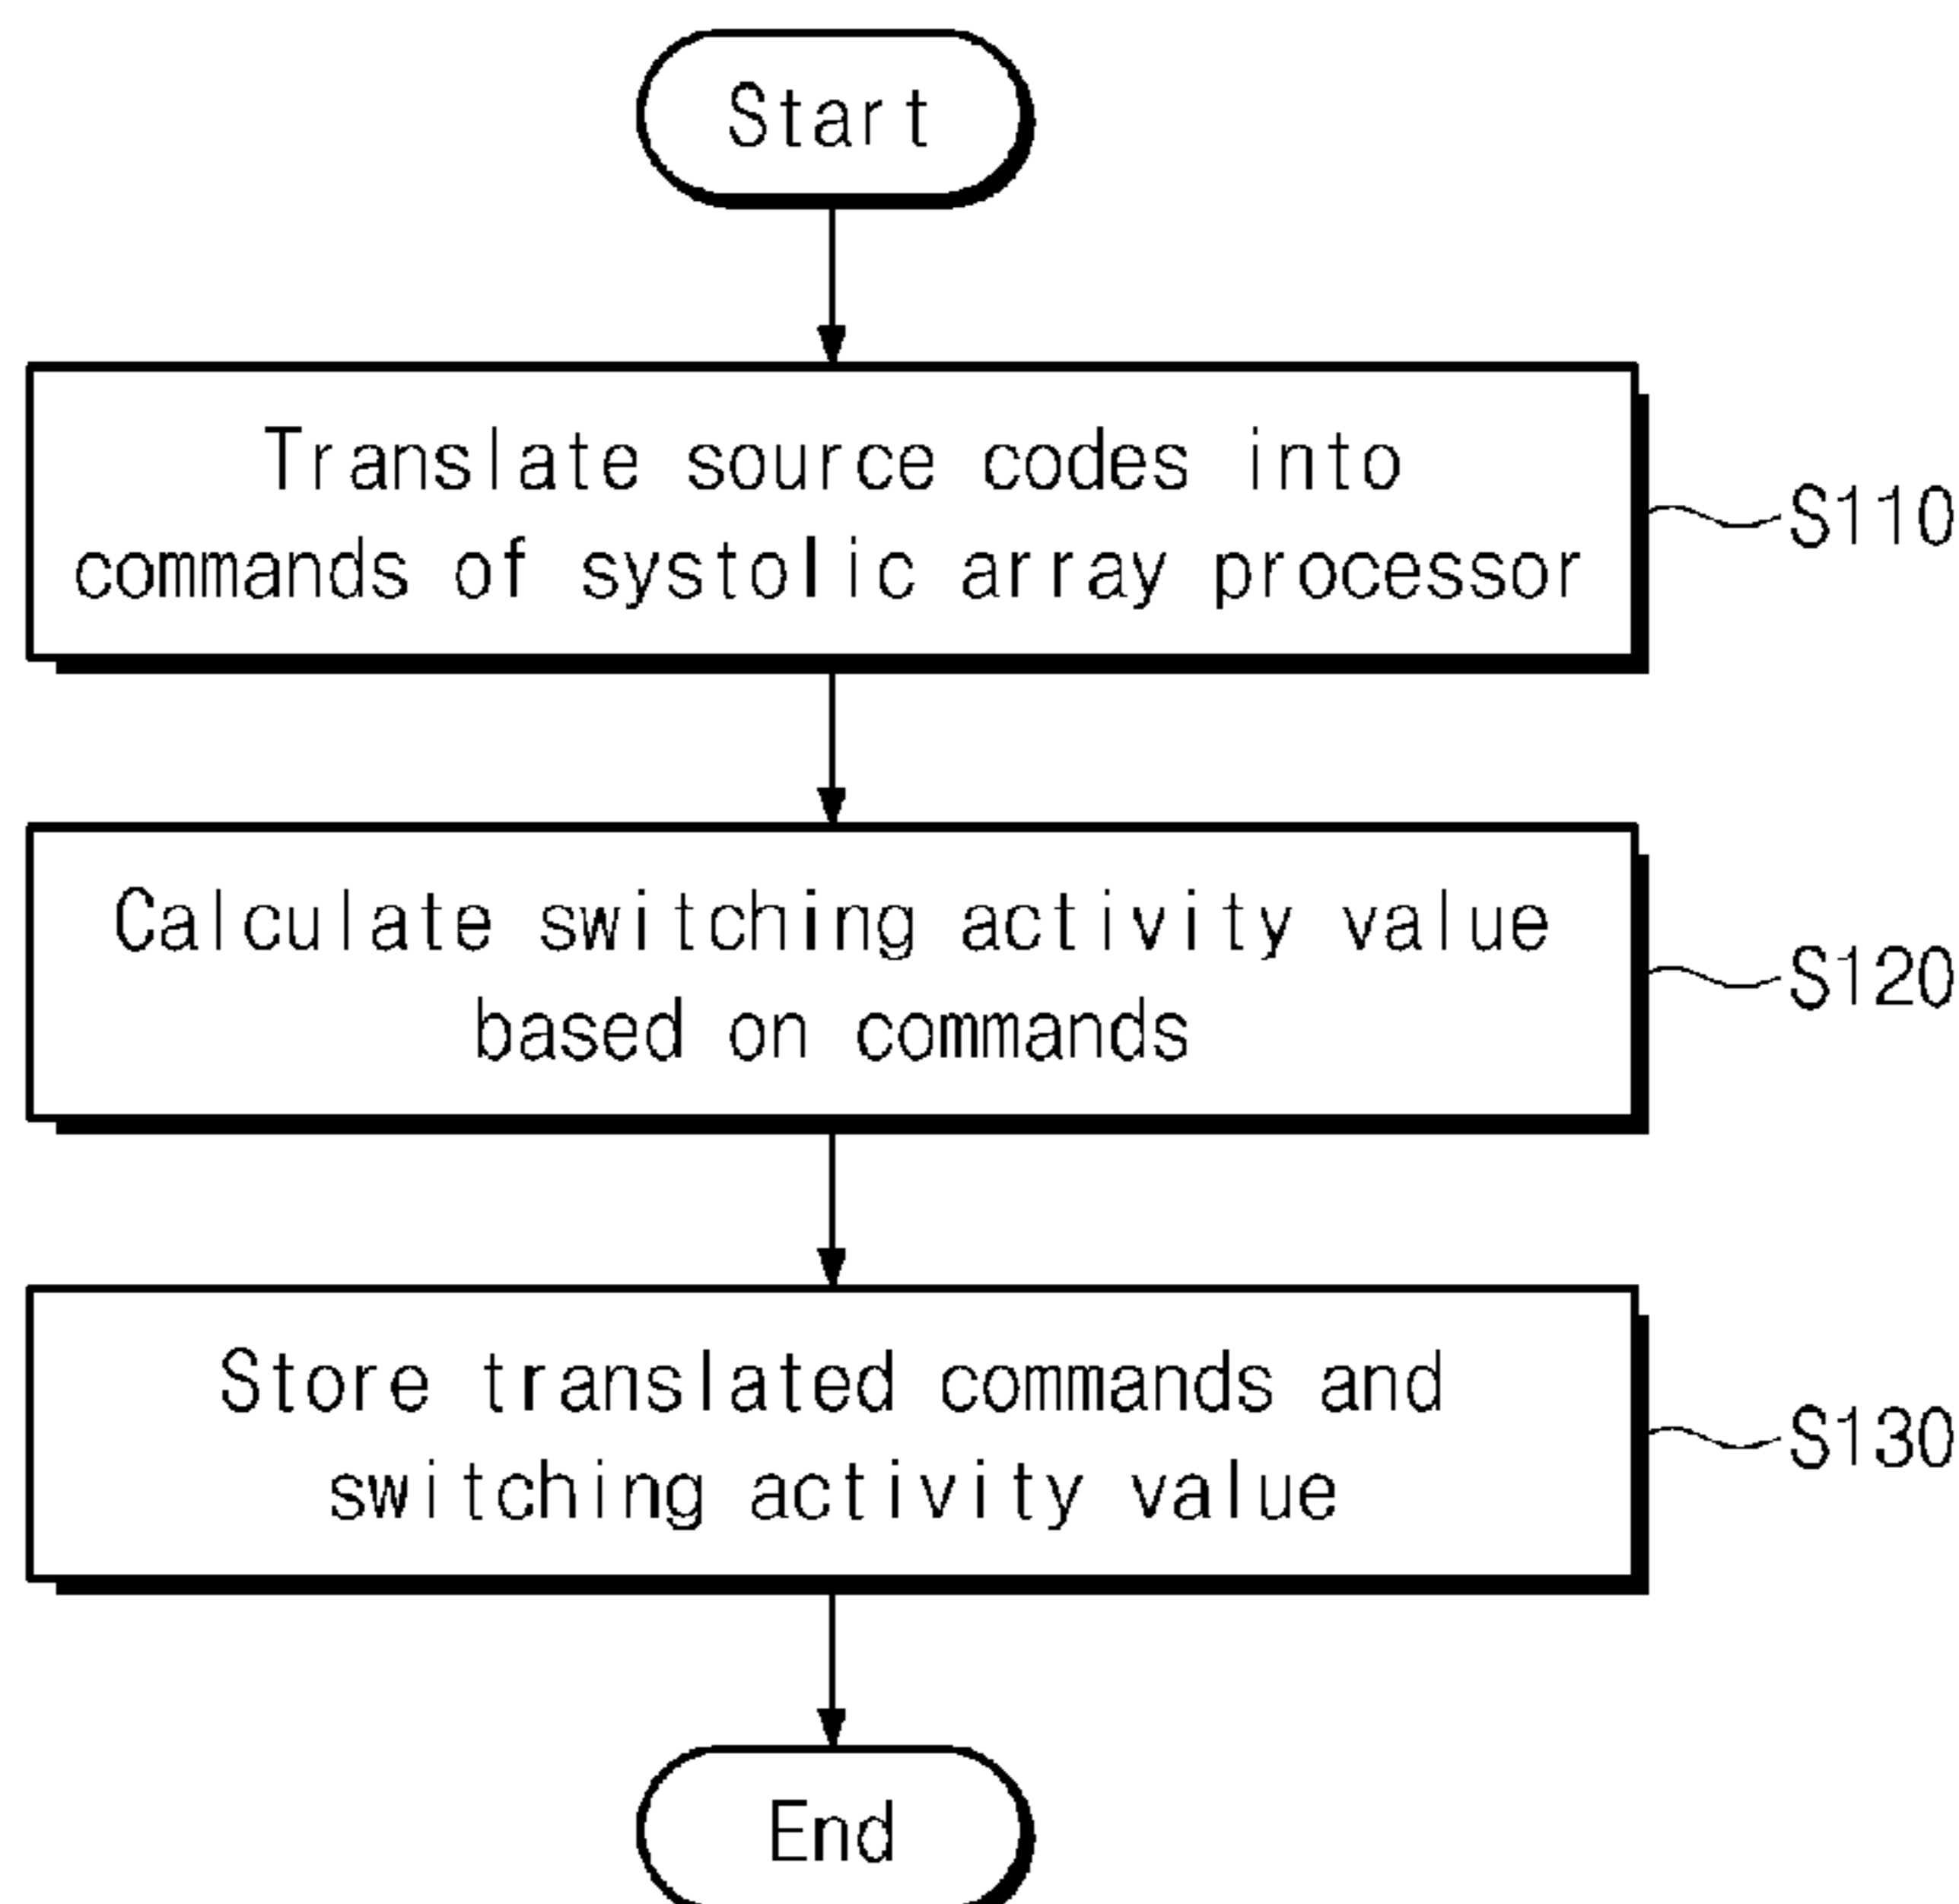 Start
Translate source codes into
commands of systolic array processor
S110
Calculate switching activity value
based on commands
S120
Store translated commands and
switching activity value
S130
End